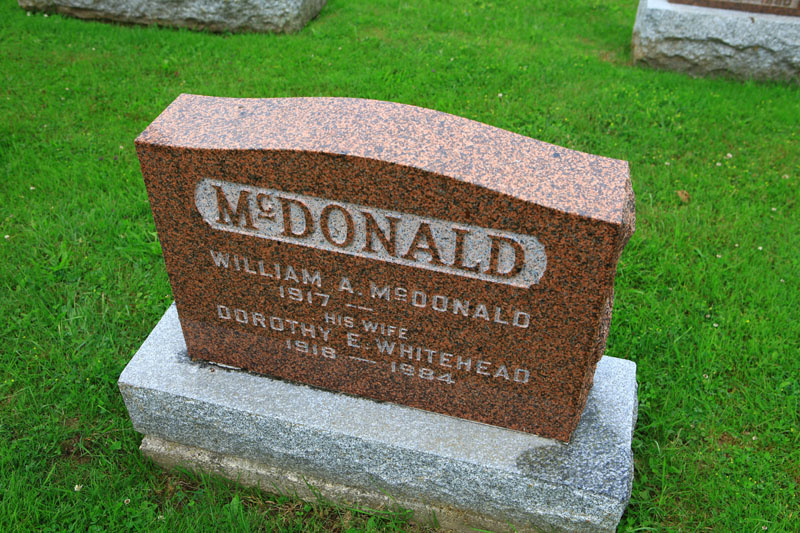 McDONALD
WILLIAM A. McDONALD
1917 —
HIS WIFE
DOROTHY E. WHITEHEAD
1918 — 1984